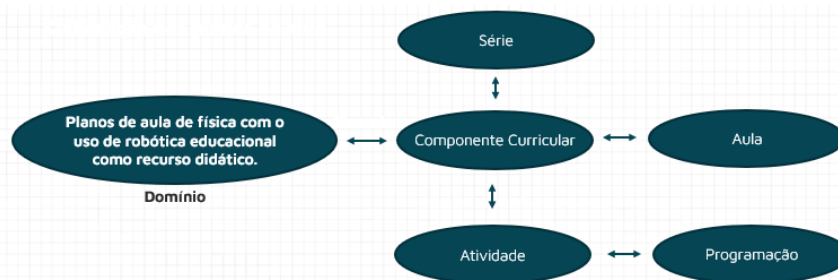 Série
Planos de aula de física com o
uso de robótica educacional
como recurso didático.
Componente Curricular
Aula
Domínio
Atividade
Programação